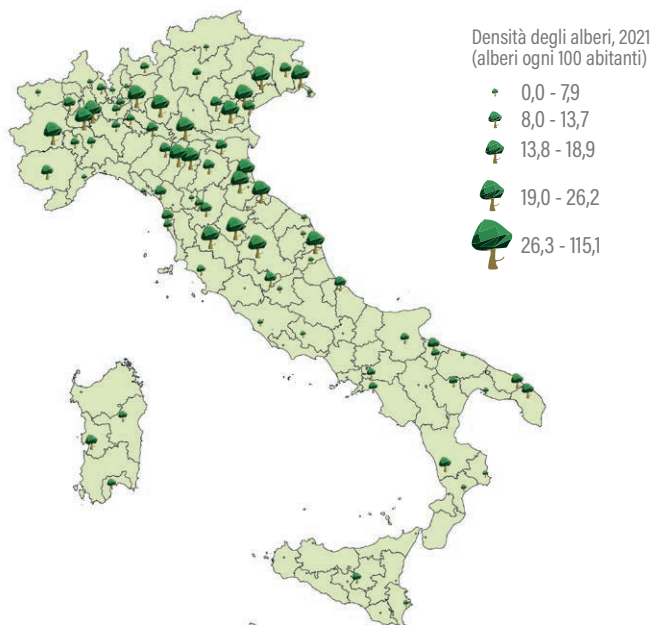 Densità degli alberi, 2021
(alberi ogni 100 abitanti)
0,0 - 7,9
8,0 - 13,7
13,8 - 18,9
19,0 - 26,2
26,3 - 115,1